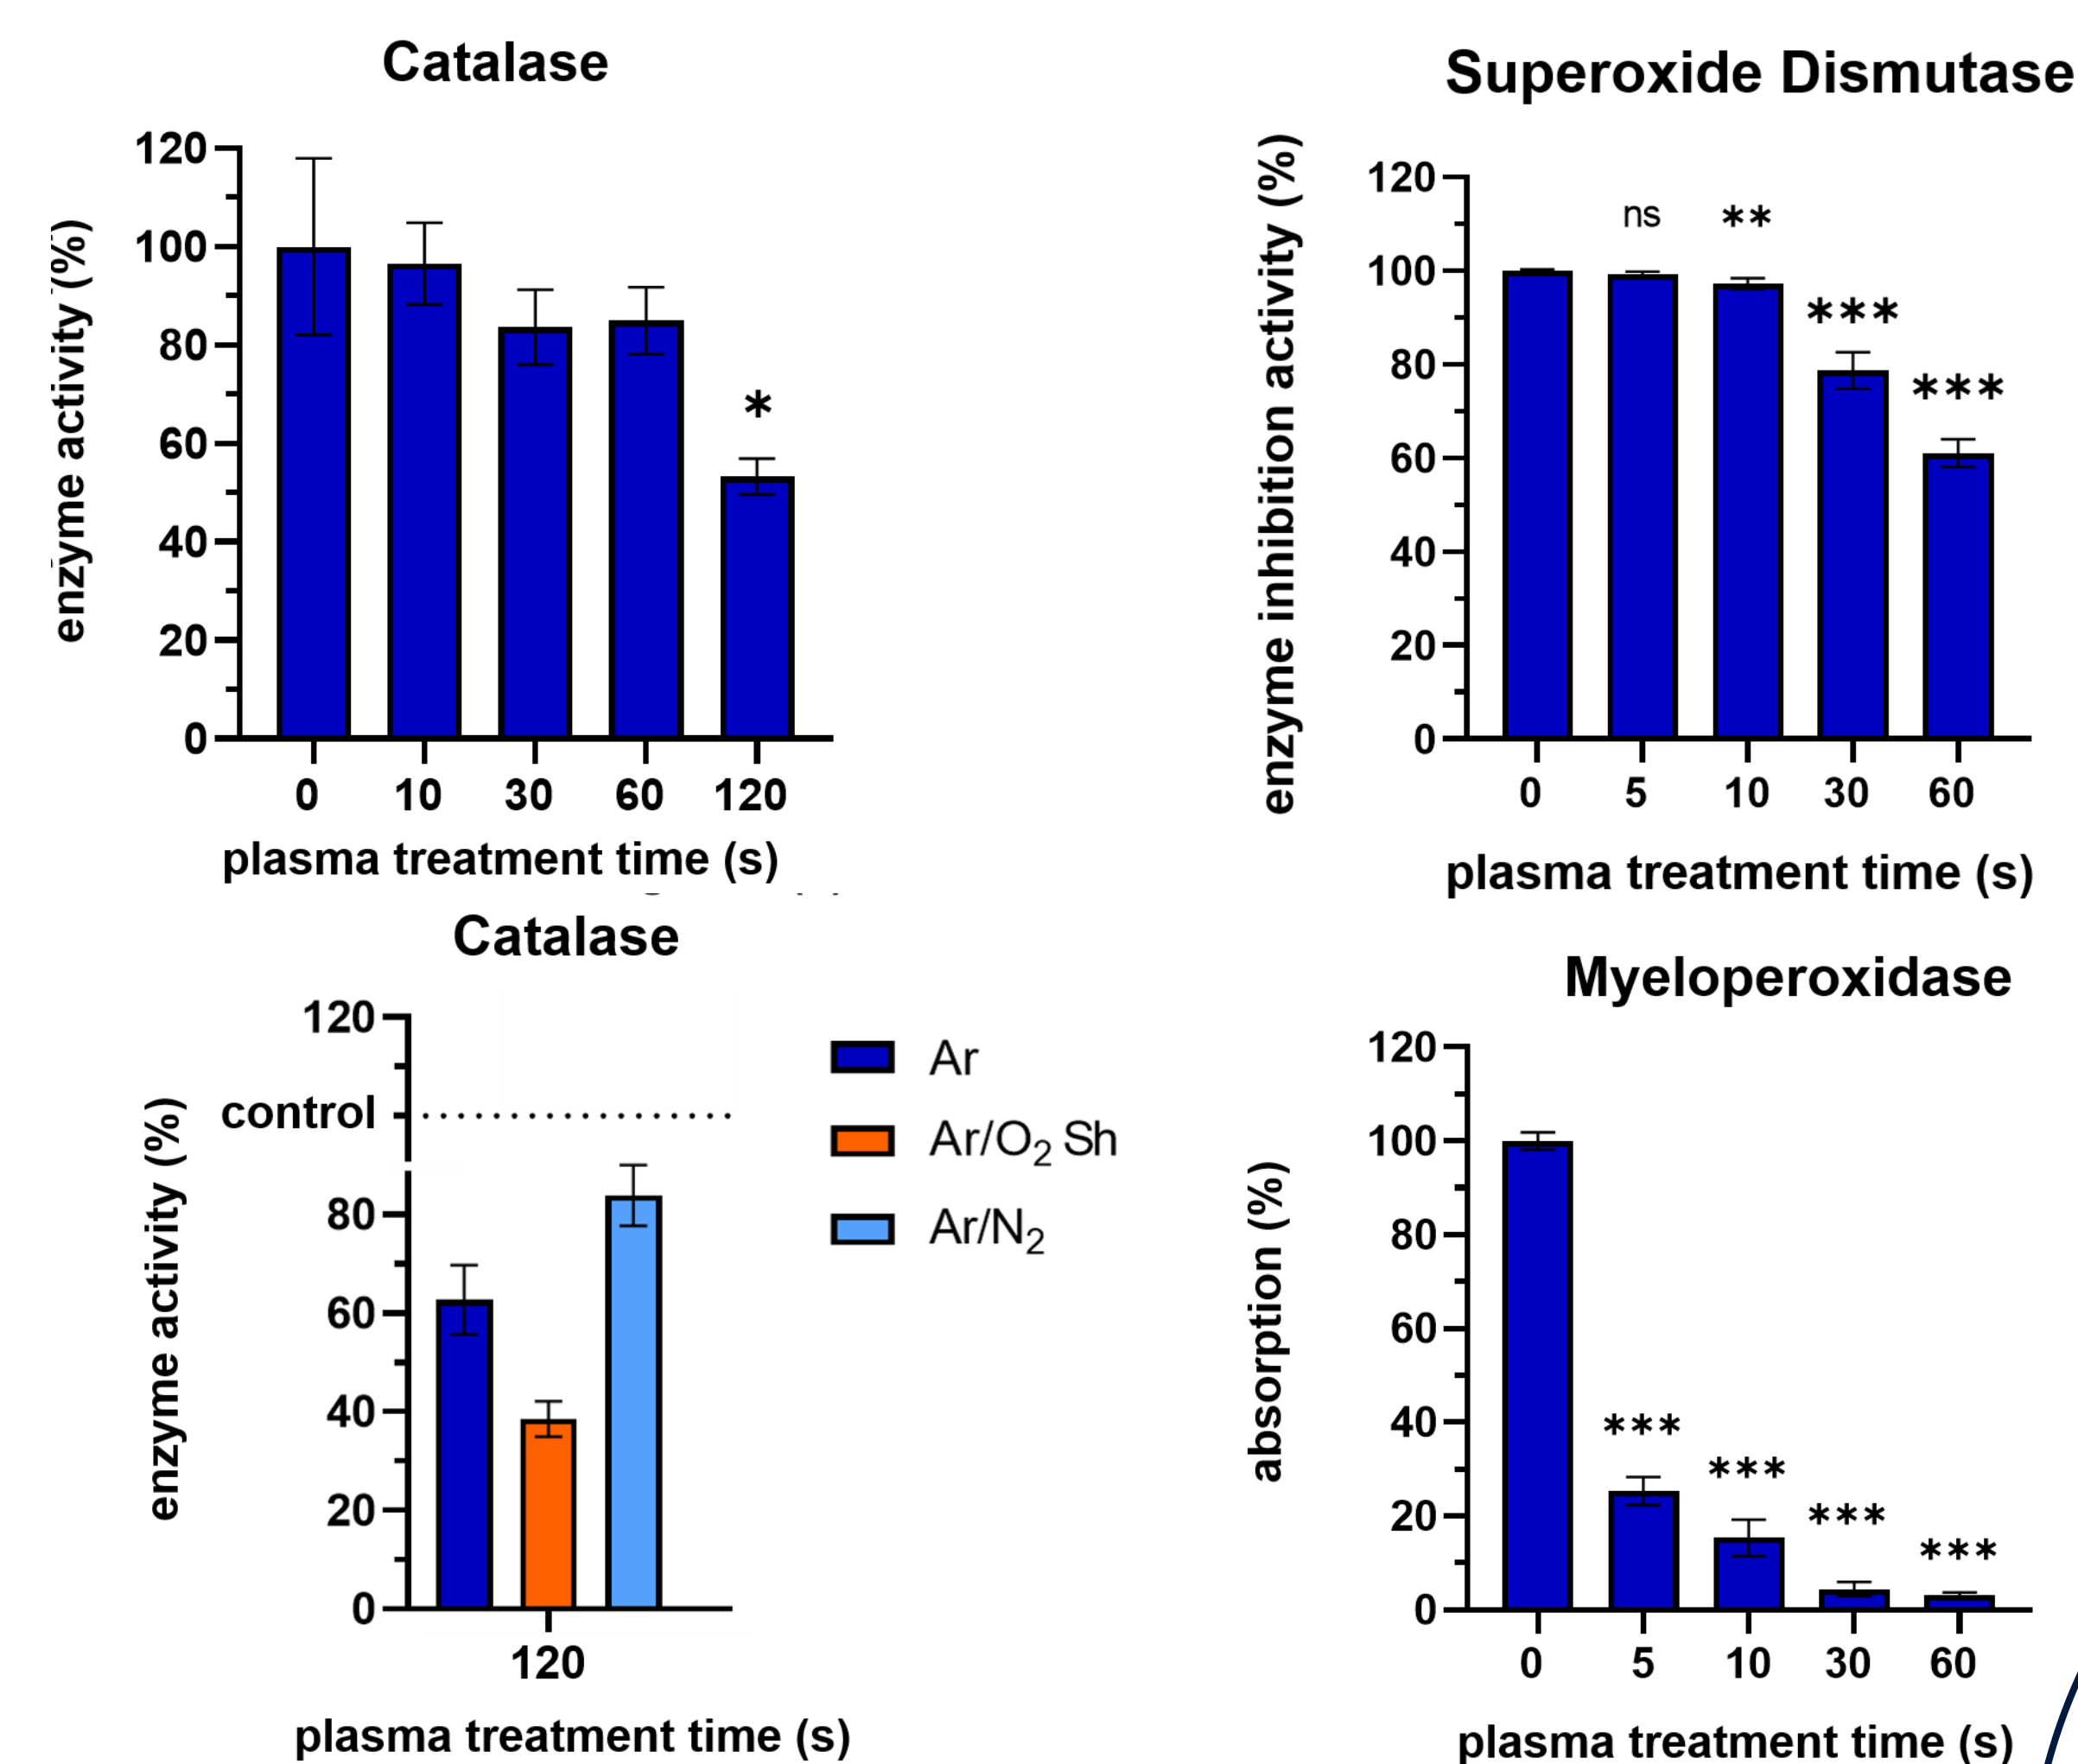 Catalase
enzyme activity (%)
120
100
80
60
40
20
0
*
0 10 30 60 120
plasma treatment time (s)
Superoxide Dismutase
enzyme inhibition activity (%)
120
100
80
60
40
20
0
ns ** *** ***
0 5 10 30 60
plasma treatment time (s)
Catalase
enzyme activity (%)
120
control
80
60
40
20
0
120
plasma treatment time (s)
Ar
Ar/O₂ Sh
Ar/N₂
Myeloperoxidase
absorption (%)
120
100
80
60
40
20
0
*** *** *** ***
0 5 10 30 60
plasma treatment time (s)